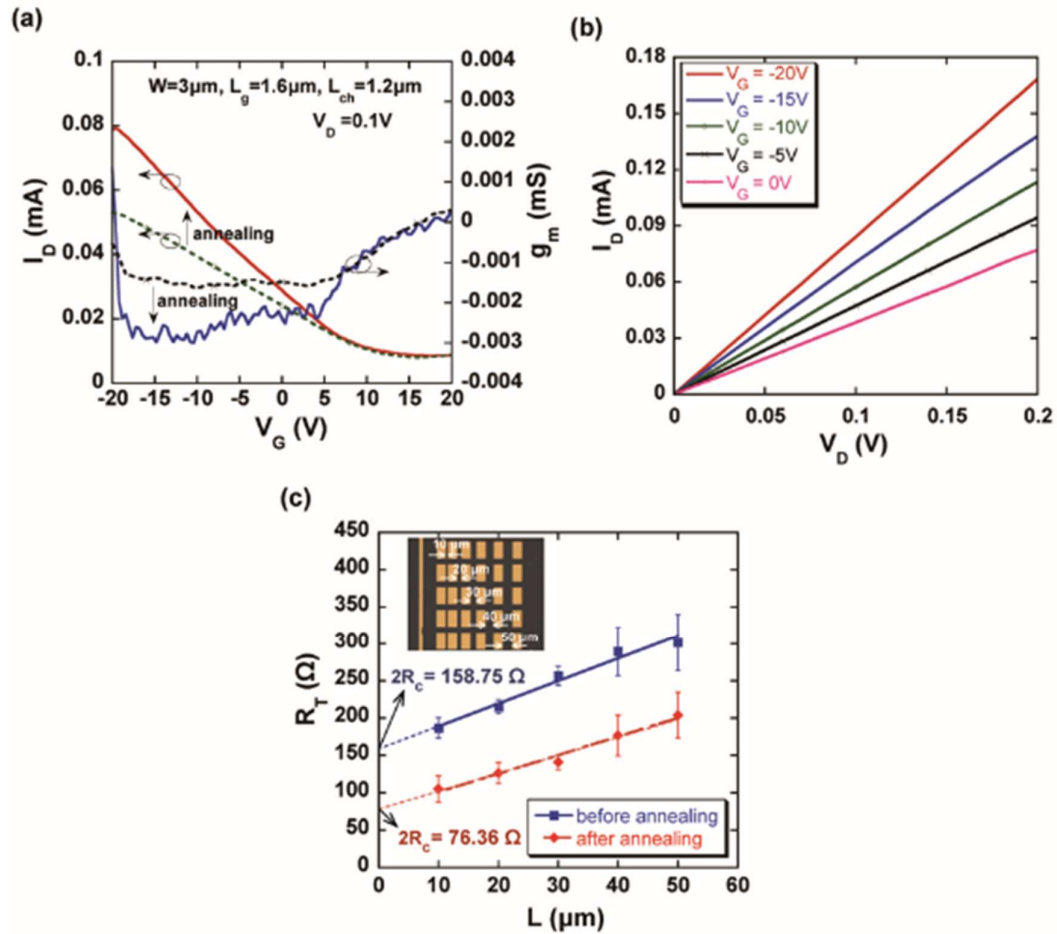 (a)
0.1
0.08
0.06
0.04
0.02
0
I_D (mA)
W=3µm, L_g=1.6µm, L_ch=1.2µm
V_D=0.1V
annealing
annealing
0.004
0.003
0.002
0.001
0
-0.001
-0.002
-0.003
-0.004
g_m (mS)
-20 -15 -10 -5 0 5 10 15 20
V_G (V)
(b)
0.18
0.15
0.12
0.09
0.06
0.03
0
I_D (mA)
V_G = -20V
V_G = -15V
V_G = -10V
V_G = -5V
V_G = 0V
0 0.05 0.1 0.15 0.2
V_D (V)
(c)
450
400
350
300
250
200
150
100
50
0
R_T (Ω)
10 µm
20 µm
30 µm
40 µm
50 µm
2R_c = 158.75 Ω
2R_c = 76.36 Ω
before annealing
after annealing
0 10 20 30 40 50 60
L (µm)